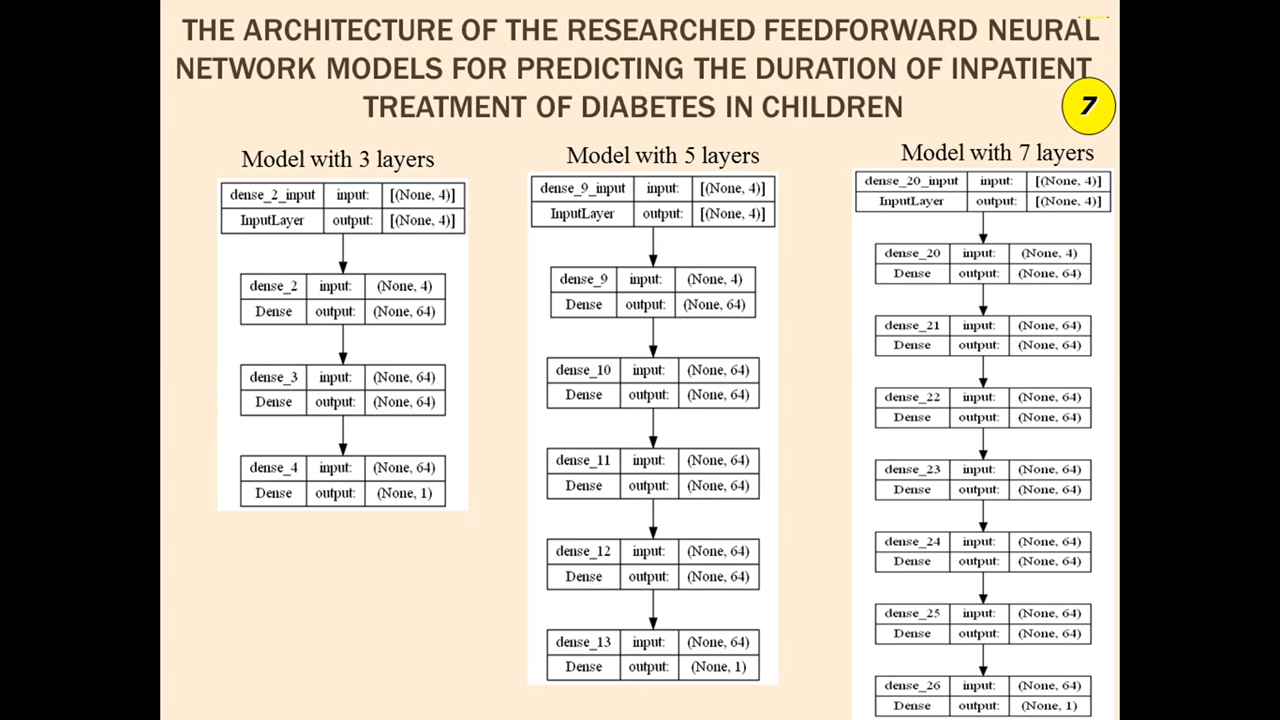 THE ARCHITECTURE OF THE RESEARCHED FEEDFORWARD NEURAL
NETWORK MODELS FOR PREDICTING THE DURATION OF INPATIENT
TREATMENT OF DIABETES IN CHILDREN
7
Model with 3 layers
dense_2_input input: [(None, 4)]
InputLayer output: [(None, 4)]
dense_2 input: (None, 4)
Dense output: (None, 64)
dense_3 input: (None, 64)
Dense output: (None, 64)
dense_4 input: (None, 64)
Dense output: (None, 1)
Model with 5 layers
dense_9_input input: [(None, 4)]
InputLayer output: [(None, 4)]
dense_9 input: (None, 4)
Dense output: (None, 64)
dense_10 input: (None, 64)
Dense output: (None, 64)
dense_11 input: (None, 64)
Dense output: (None, 64)
dense_12 input: (None, 64)
Dense output: (None, 64)
dense_13 input: (None, 64)
Dense output: (None, 1)
Model with 7 layers
dense_20_input input: [(None, 4)]
InputLayer output: [(None, 4)]
dense_20 input: (None, 4)
Dense output: (None, 64)
dense_21 input: (None, 64)
Dense output: (None, 64)
dense_22 input: (None, 64)
Dense output: (None, 64)
dense_23 input: (None, 64)
Dense output: (None, 64)
dense_24 input: (None, 64)
Dense output: (None, 64)
dense_25 input: (None, 64)
Dense output: (None, 64)
dense_26 input: (None, 64)
Dense output: (None, 1)